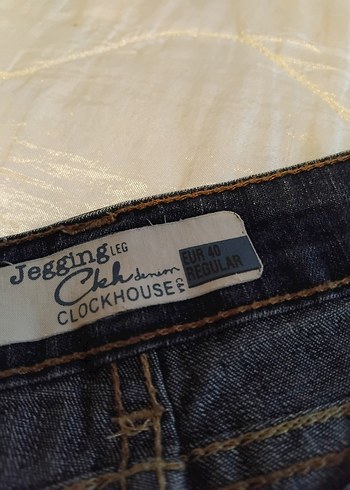 Jegging LEG
Ckh denim
CLOCKHOUSE
EUR 40
REGULAR